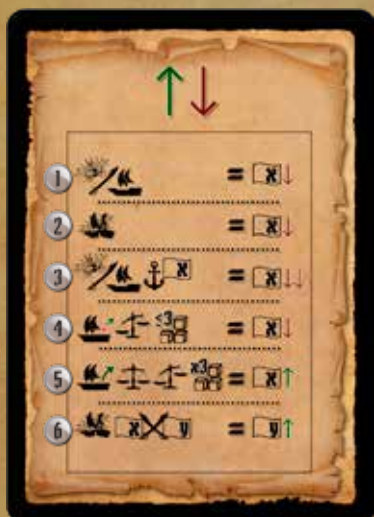 ↑↓
1 / = x↓
2 = x↓
3 / x = x↓↓
4 ≤3 = x↓
5 x3 = x↑
6 x y = y↑